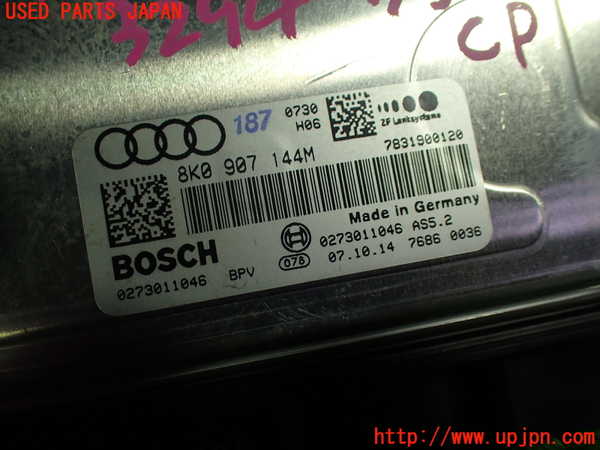 USED PARTS JAPAN
CP
187
0730
H06
ZF Lenksysteme
8K0 907 144M
7831900120
Made in Germany
BOSCH
0273011046 AS5.2
0273011046 BPV
078
07.10.14 7686 0036
http://www.upjpn.com/